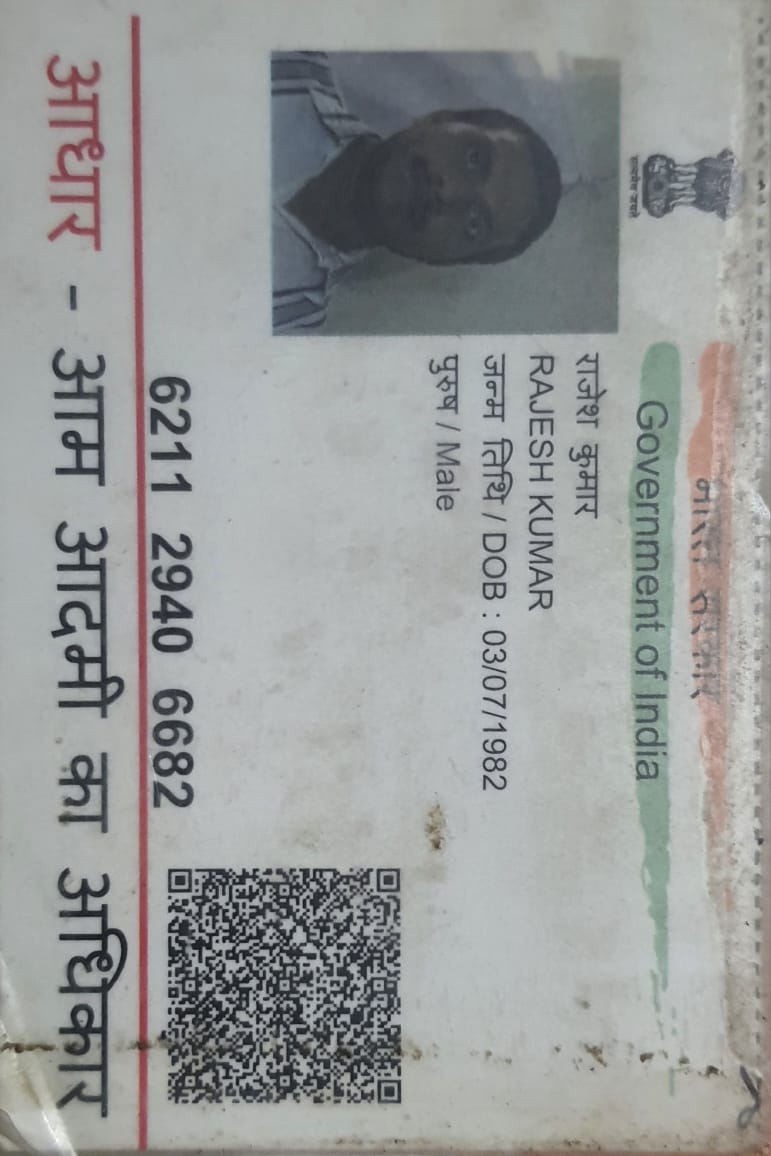 भारत सरकार
Government of India
सत्यमेव जयते
राजेश कुमार
RAJESH KUMAR
जन्म तिथि / DOB : 03/07/1982
पुरुष / Male
6211 2940 6682
आधार - आम आदमी का अधिकार